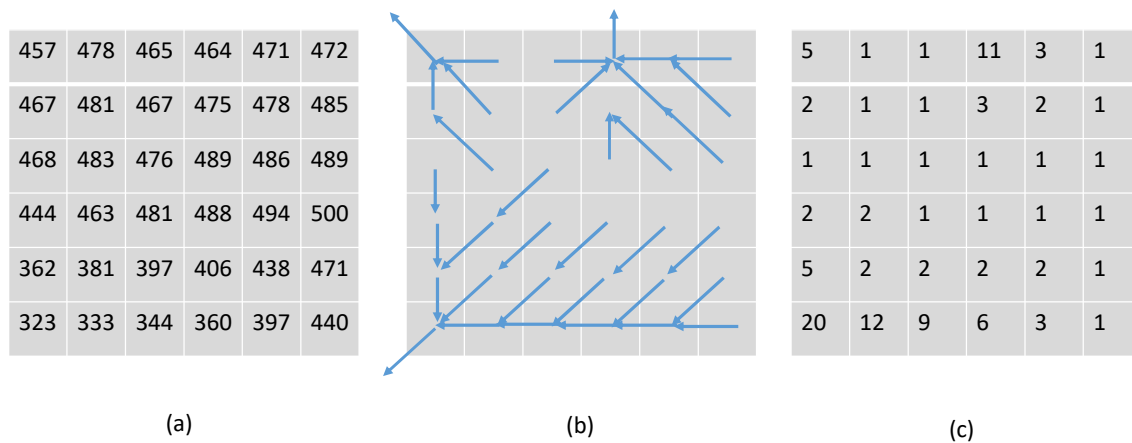 457 478 465 464 471 472
467 481 467 475 478 485
468 483 476 489 486 489
444 463 481 488 494 500
362 381 397 406 438 471
323 333 344 360 397 440
(a)
(b)
5 1 1 11 3 1
2 1 1 3 2 1
1 1 1 1 1 1
2 2 1 1 1 1
5 2 2 2 2 1
20 12 9 6 3 1
(c)